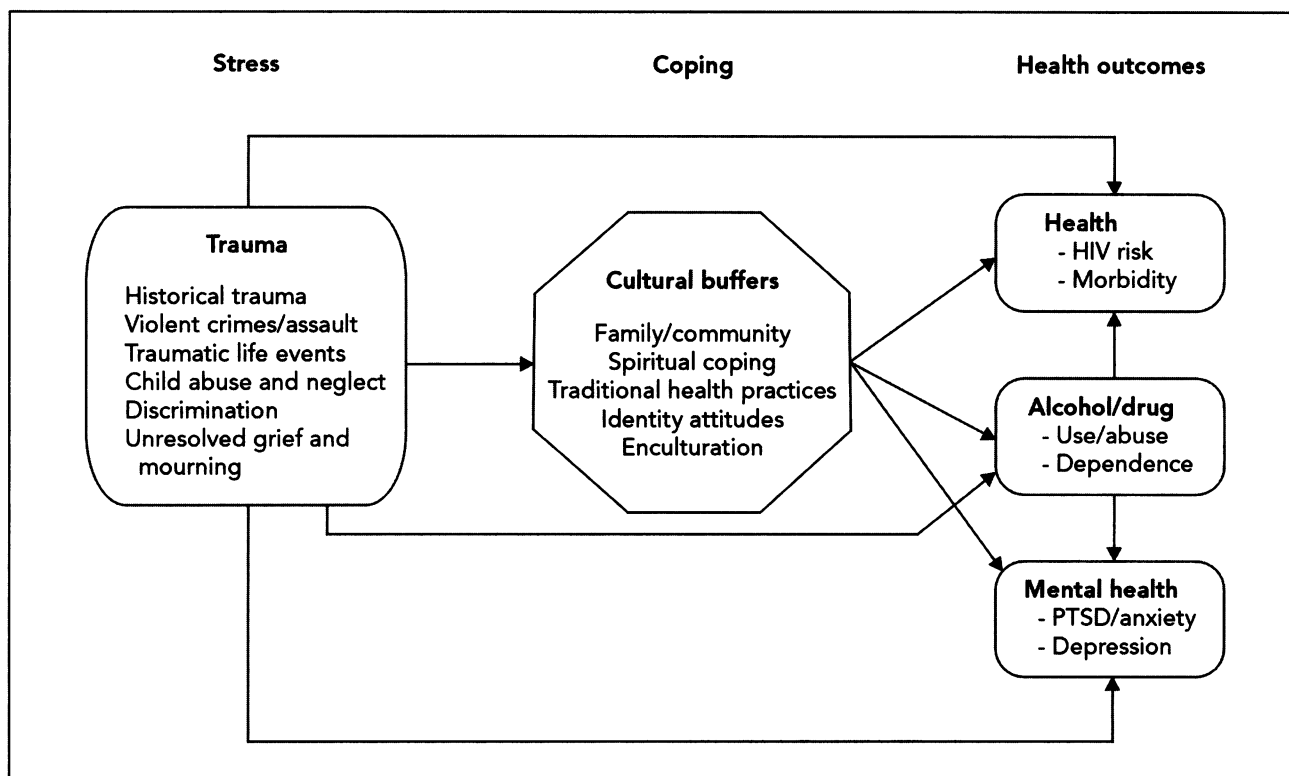 Stress
Coping
Health outcomes
Trauma
Historical trauma
Violent crimes/assault
Traumatic life events
Child abuse and neglect
Discrimination
Unresolved grief and
mourning
Cultural buffers
Family/community
Spiritual coping
Traditional health practices
Identity attitudes
Enculturation
Health
- HIV risk
- Morbidity
Alcohol/drug
- Use/abuse
- Dependence
Mental health
- PTSD/anxiety
- Depression